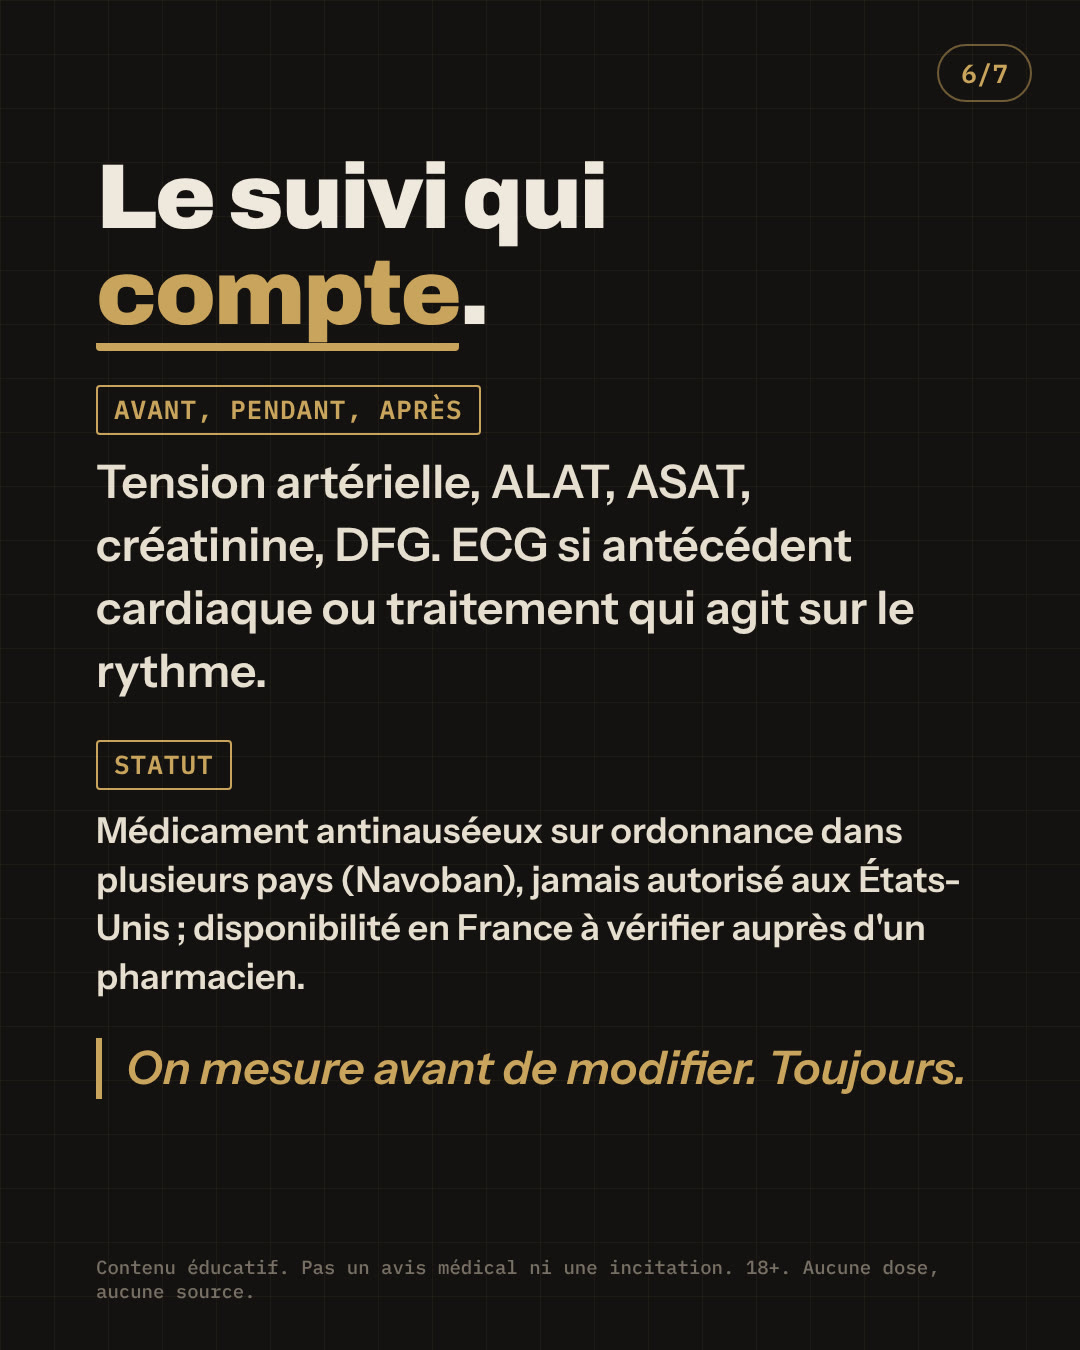 6/7
Le suivi qui
compte.
AVANT, PENDANT, APRÈS
Tension artérielle, ALAT, ASAT,
créatinine, DFG. ECG si antécédent
cardiaque ou traitement qui agit sur le
rythme.
STATUT
Médicament antinauséeux sur ordonnance dans
plusieurs pays (Navoban), jamais autorisé aux États-
Unis ; disponibilité en France à vérifier auprès d'un
pharmacien.
On mesure avant de modifier. Toujours.
Contenu éducatif. Pas un avis médical ni une incitation. 18+. Aucune dose,
aucune source.